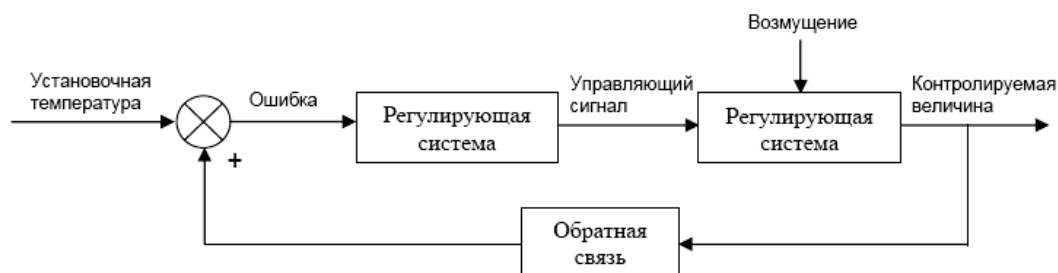 Возмущение
Установочная
температура
Ошибка
Регулирующая
система
Управляющий
сигнал
Регулирующая
система
Контролируемая
величина
+
Обратная
связь